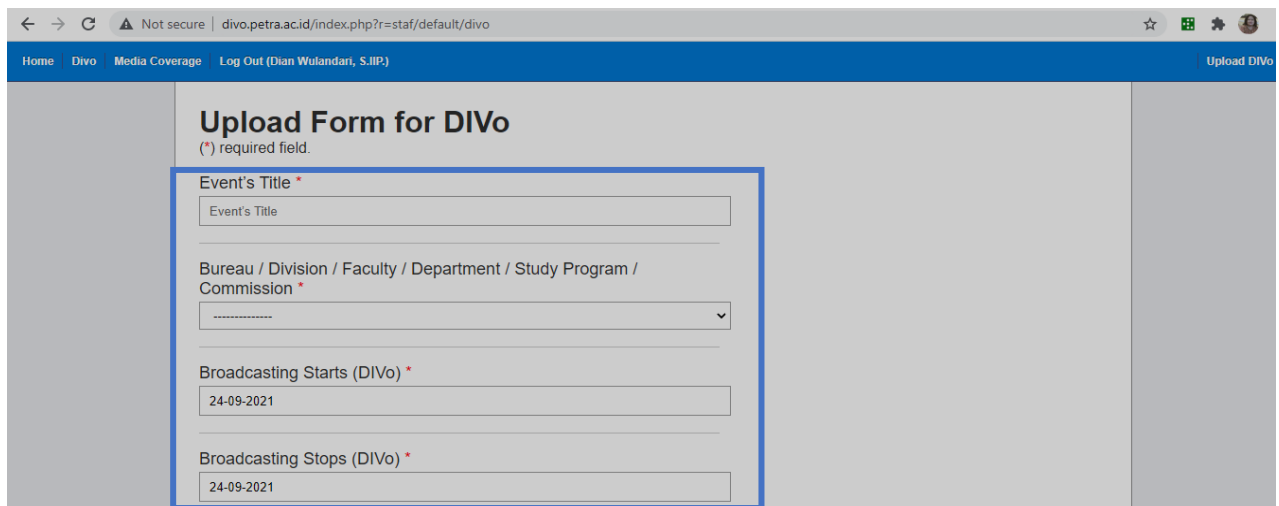 Not secure | divo.petra.ac.id/index.php?r=staf/default/divo
Home Divo Media Coverage Log Out (Dian Wulandari, S.IIP.) Upload DIVo
Upload Form for DIVo
(*) required field.
Event's Title *
Event's Title
Bureau / Division / Faculty / Department / Study Program /
Commission *
--------------
Broadcasting Starts (DIVo) *
24-09-2021
Broadcasting Stops (DIVo) *
24-09-2021